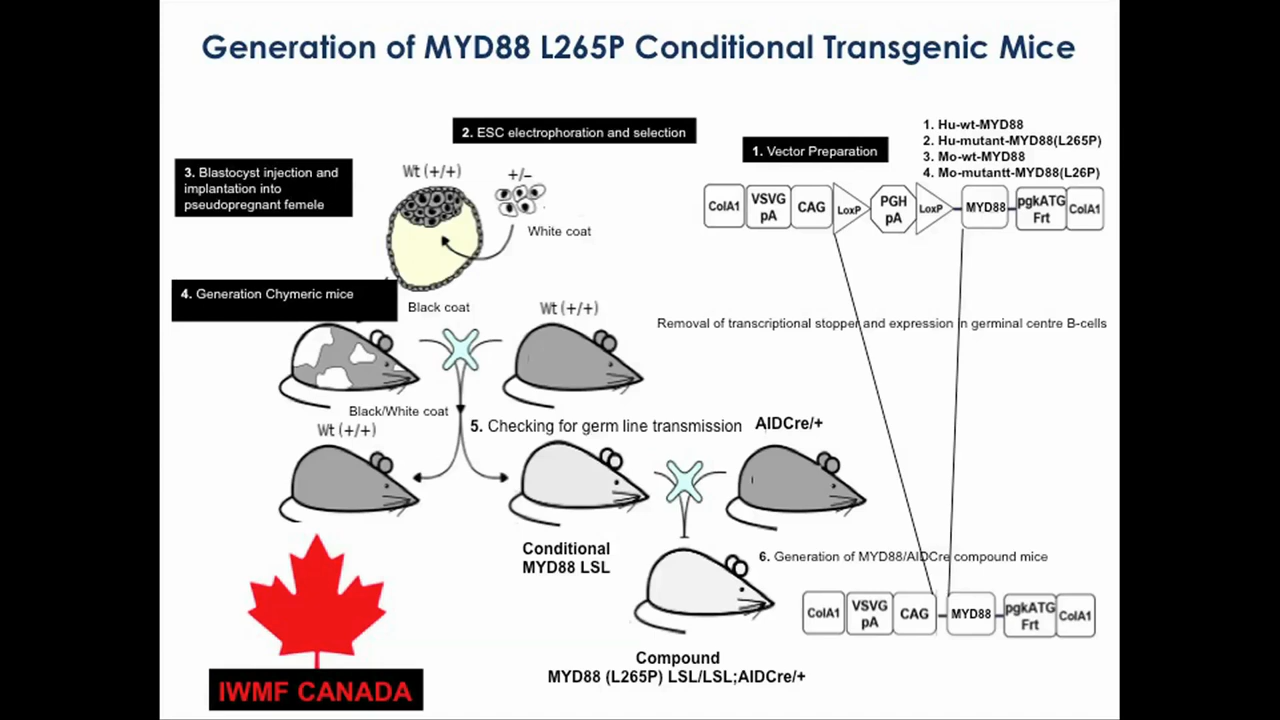 Generation of MYD88 L265P Conditional Transgenic Mice
2. ESC electrophoration and selection
1. Vector Preparation
1. Hu-wt-MYD88
2. Hu-mutant-MYD88(L265P)
3. Mo-wt-MYD88
4. Mo-mutantt-MYD88(L26P)
3. Blastocyst injection and
implantation into
pseudopregnant femele
Wt (+/+)
+/−
White coat
ColA1
VSVG
pA
CAG
LoxP
PGH
pA
LoxP
MYD88
pgkATG
Frt
ColA1
4. Generation Chymeric mice
Black coat
Wt (+/+)
Removal of transcriptional stopper and expression in germinal centre B-cells
Black/White coat
Wt (+/+)
5. Checking for germ line transmission
AIDCre/+
Conditional
MYD88 LSL
6. Generation of MYD88/AIDCre compound mice
ColA1
VSVG
pA
CAG
MYD88
pgkATG
Frt
ColA1
Compound
MYD88 (L265P) LSL/LSL;AIDCre/+
IWMF CANADA